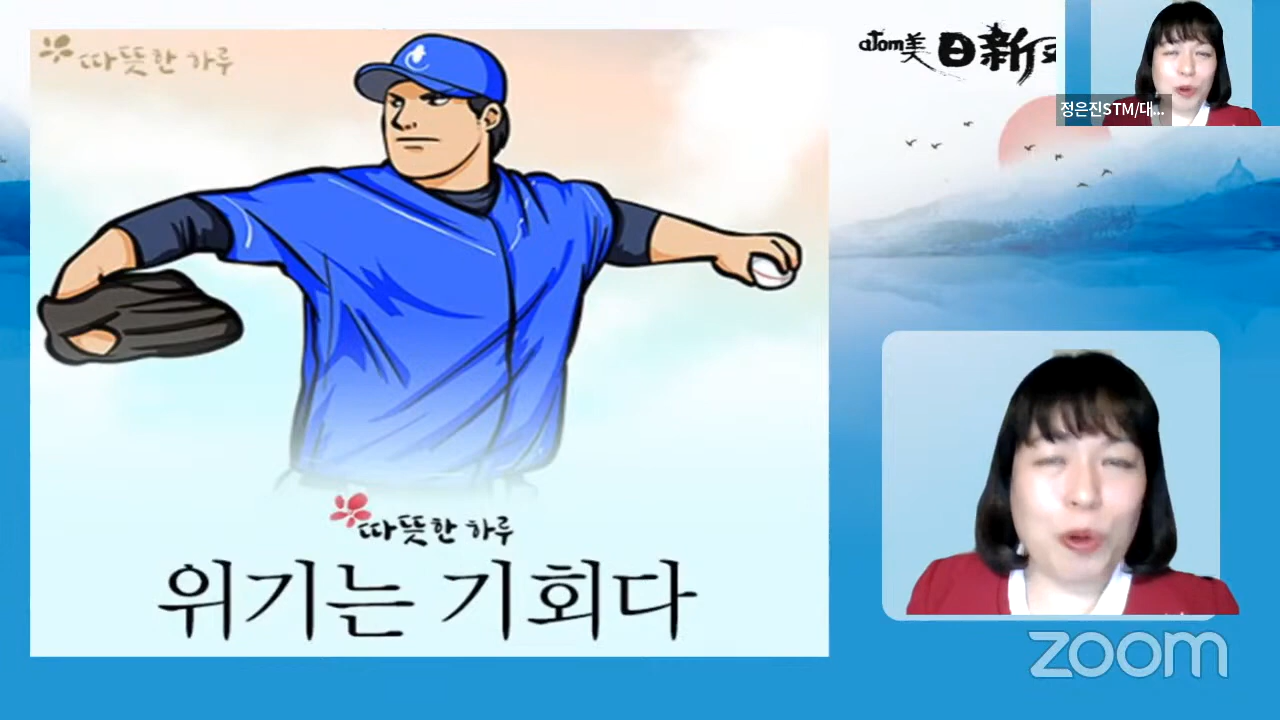 따뜻한 하루
atom美 日新
정은진STM/대...
따뜻한 하루
위기는 기회다
zoom